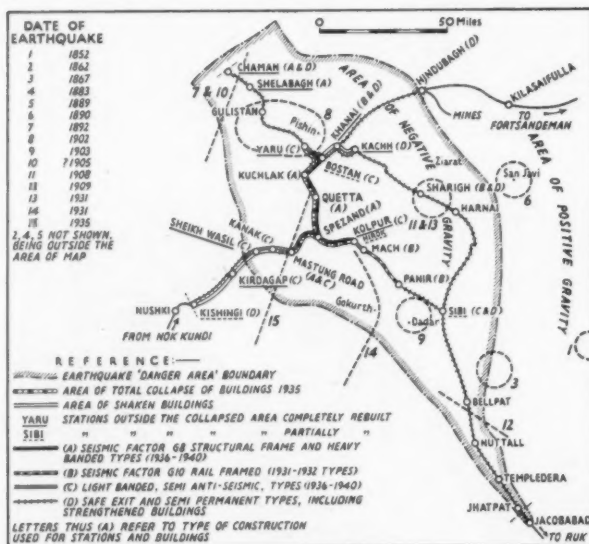 DATE OF
EARTHQUAKE
1 1852
2 1862
3 1867
4 1883
5 1889
6 1890
7 1892
8 1902
9 1903
10 ?1905
11 1908
12 1909
13 1931
14 1931
15 1935
2, 4, 5 NOT SHOWN,
BEING OUTSIDE THE
AREA OF MAP
0 50 Miles
CHAMAN (A & D)
SHELABAGH (A)
7 & 10
GULISTAN
Pishin
8
YARU (C)
BOSTAN (C)
KHANAI (B & D)
KACHH (D)
HINDUBAGH (D)
MINES
KILASAIFULLA
TO
FORTSANDEMAN
AREA OF NEGATIVE
GRAVITY
AREA OF POSITIVE GRAVITY
Ziarat
San Javi
6
KUCHLAK (A)
QUETTA
(A)
SHARIGH (B & D)
HARNAI
11 & 13
SPEZAND (A)
KOLPUR (C)
HIROK
MACH (B)
SHEIKH WASIL (C)
KANAK (C)
MASTUNG ROAD
(A & C)
KIRDAGAP (C)
NUSHKI
KISHINGI (D)
FROM NOK KUNDI
15
Gokurth
14
PANIR (B)
Dadar
9
SIBI (C & D)
3
1
BELLPAT
12
NUTTALL
TEMPLEDERA
JHATPAT
JACOBABAD
TO RUK
REFERENCE:—
EARTHQUAKE 'DANGER AREA' BOUNDARY
AREA OF TOTAL COLLAPSE OF BUILDINGS 1935
AREA OF SHAKEN BUILDINGS
YARU STATIONS OUTSIDE THE COLLAPSED AREA COMPLETELY REBUILT
SIBI " " " " " PARTIALLY "
(A) SEISMIC FACTOR G8 STRUCTURAL FRAME AND HEAVY
BANDED TYPES (1936-1940)
(B) SEISMIC FACTOR G10 RAIL FRAMED (1931-1932 TYPES)
(C) LIGHT BANDED, SEMI ANTI-SEISMIC, TYPES (1936-1940)
(D) SAFE EXIT AND SEMI PERMANENT TYPES, INCLUDING
STRENGTHENED BUILDINGS
LETTERS THUS (A) REFER TO TYPE OF CONSTRUCTION
USED FOR STATIONS AND BUILDINGS